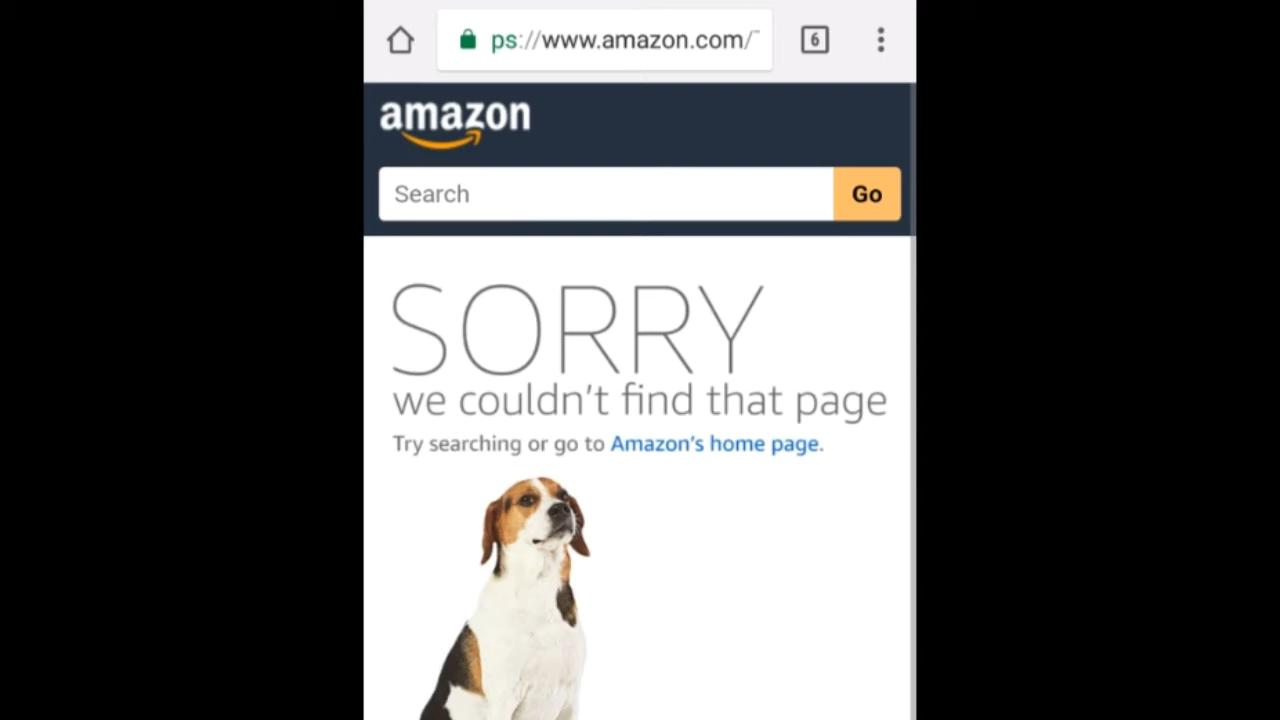 ps://www.amazon.com/
6
amazon
Search
Go
SORRY
we couldn't find that page
Try searching or go to Amazon's home page.